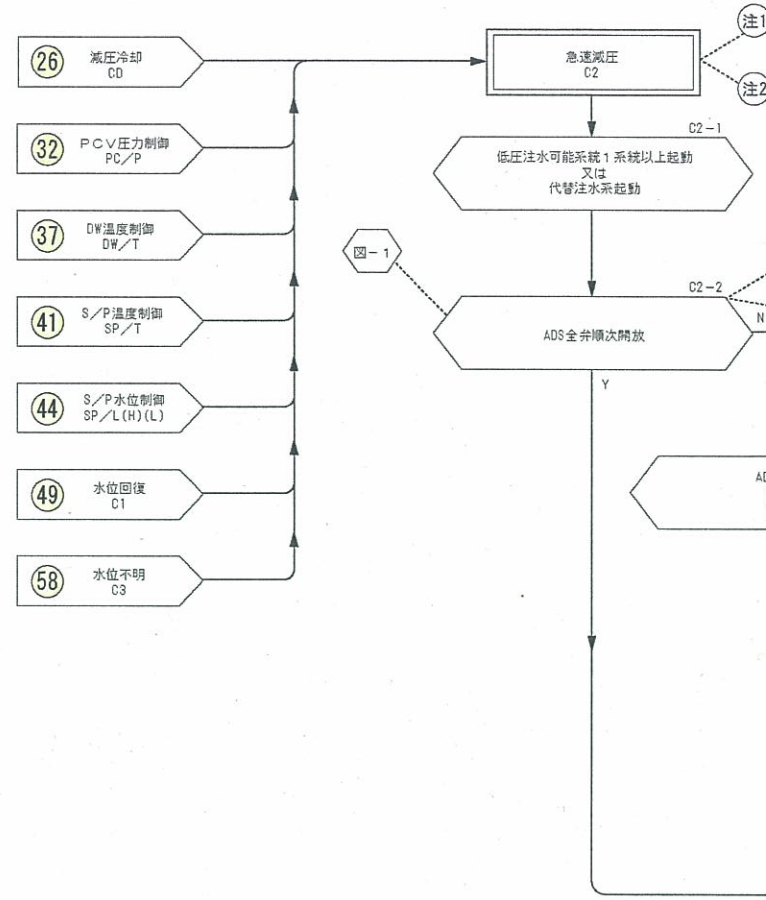 26
減圧冷却
CD
32
PCV圧力制御
PC/P
37
DW温度制御
DW/T
41
S/P温度制御
SP/T
44
S/P水位制御
SP/L(H)(L)
49
水位回復
C1
58
水位不明
C3
注1
急速減圧
C2
注2
C2-1
低圧注水可能系統1系統以上起動
又は
代替注水系起動
図-1
C2-2
ADS全弁順次開放
N
Y
AD